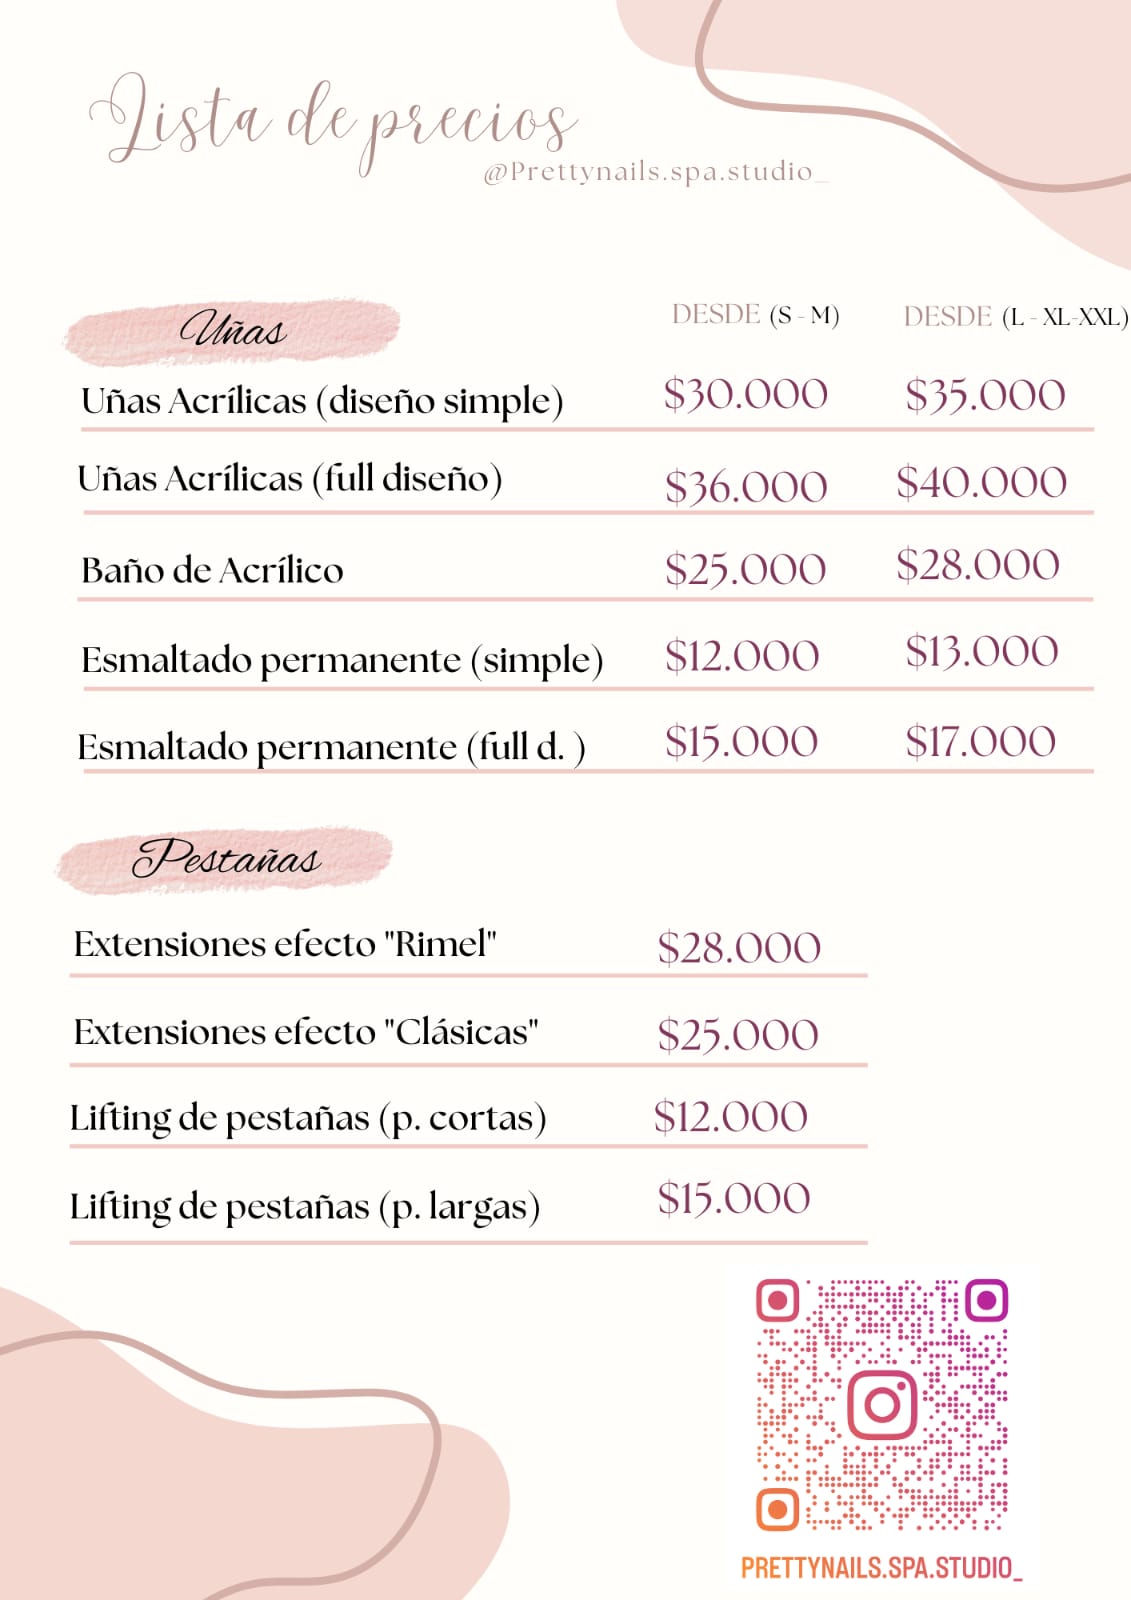 Lista de precios
@Prettynails.spa.studio_
Uñas DESDE (S - M) DESDE (L - XL-XXL)
Uñas Acrílicas (diseño simple) $30.000 $35.000
Uñas Acrílicas (full diseño) $36.000 $40.000
Baño de Acrílico $25.000 $28.000
Esmaltado permanente (simple) $12.000 $13.000
Esmaltado permanente (full d. ) $15.000 $17.000
Pestañas
Extensiones efecto "Rimel" $28.000
Extensiones efecto "Clásicas" $25.000
Lifting de pestañas (p. cortas) $12.000
Lifting de pestañas (p. largas) $15.000
PRETTYNAILS.SPA.STUDIO_